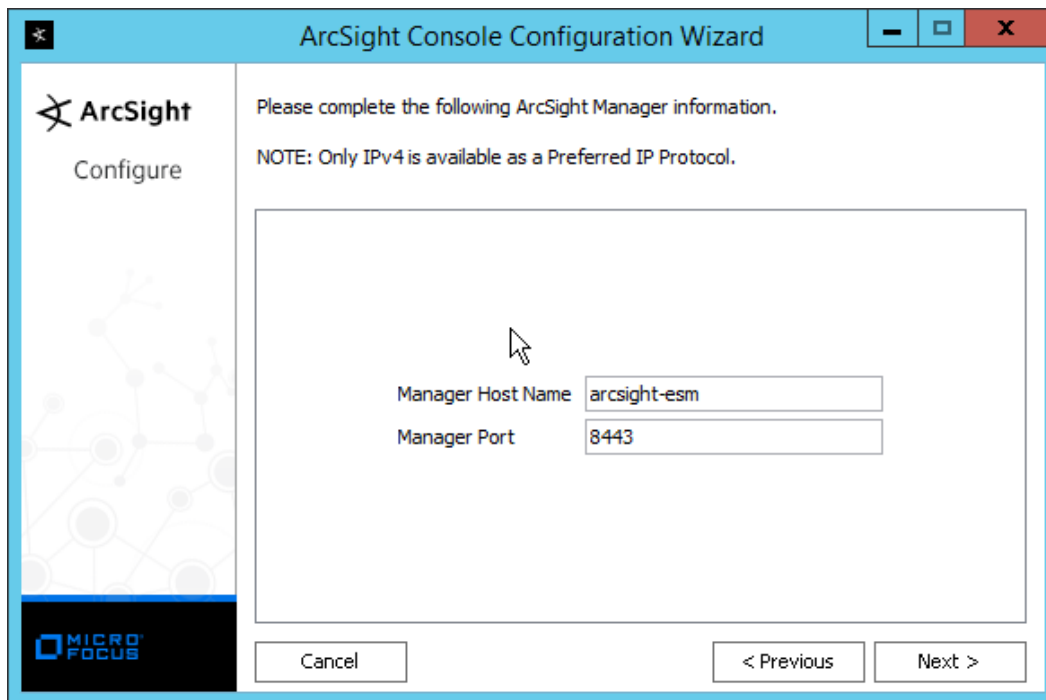 ArcSight Console Configuration Wizard
ArcSight
Configure
Please complete the following ArcSight Manager information.
NOTE: Only IPv4 is available as a Preferred IP Protocol.
Manager Host Name arcsight-esm
Manager Port 8443
MICRO
FOCUS
Cancel < Previous Next >